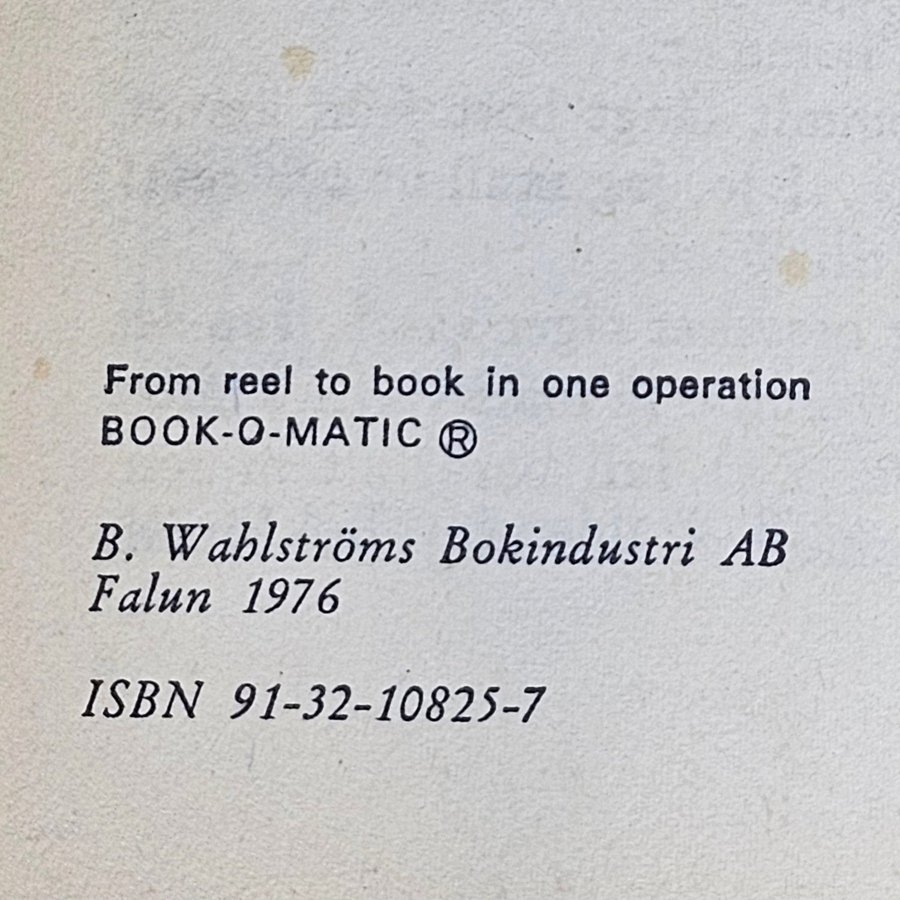 From reel to book in one operation
BOOK-O-MATIC ®
B. Wahlströms Bokindustri AB
Falun 1976
ISBN 91-32-10825-7